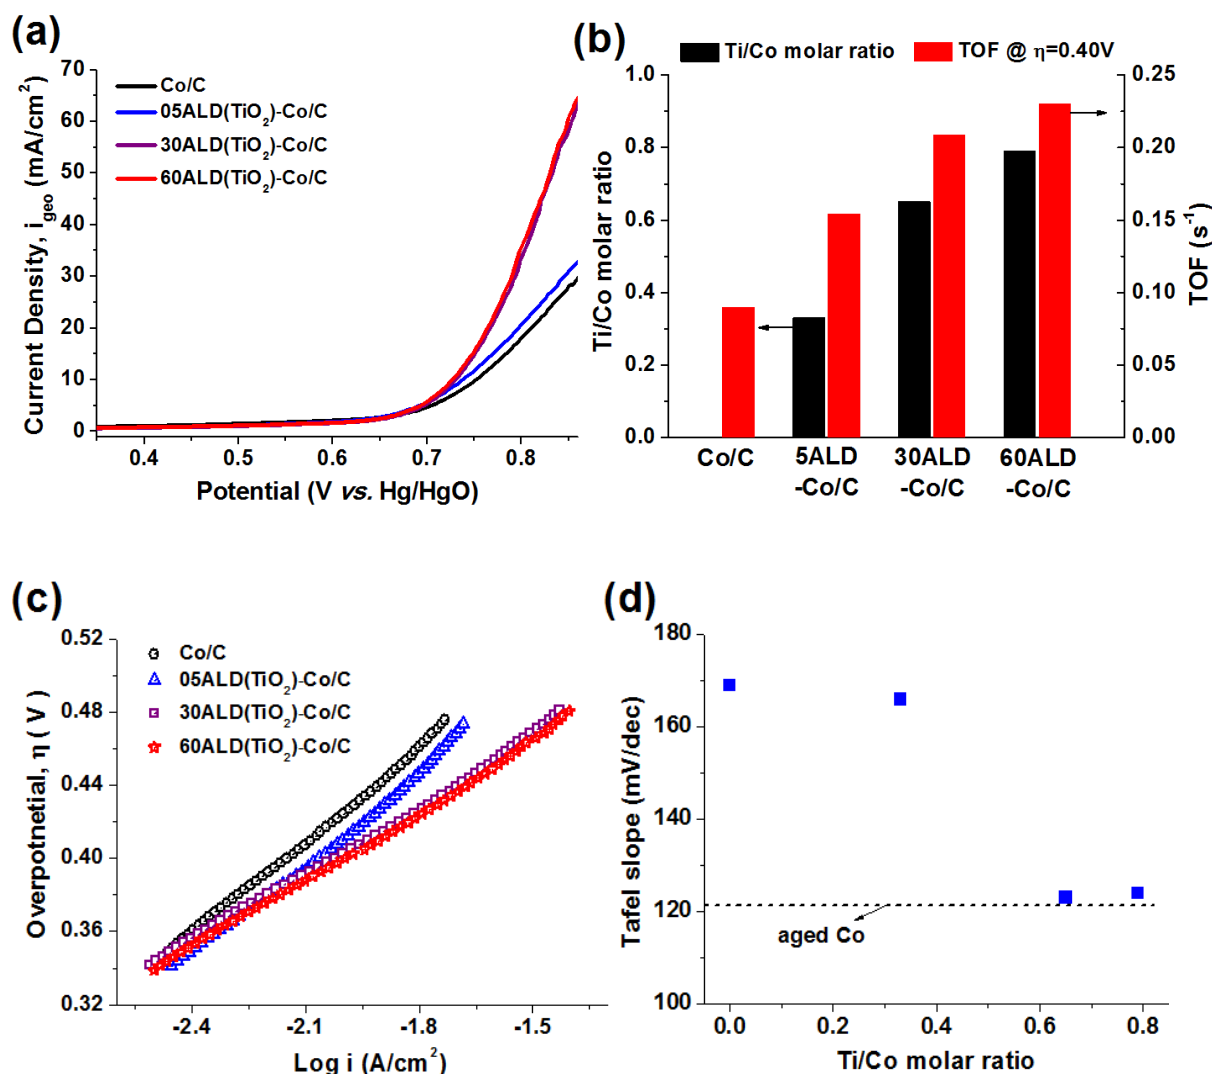 (a)
70
60
50
40
30
20
10
0
Current Density, i_geo (mA/cm²)
Co/C
05ALD(TiO₂)-Co/C
30ALD(TiO₂)-Co/C
60ALD(TiO₂)-Co/C
0.4 0.5 0.6 0.7 0.8
Potential (V vs. Hg/HgO)
(b)
Ti/Co molar ratio TOF @ η=0.40V
1.0
0.8
0.6
0.4
0.2
0.0
Ti/Co molar ratio
0.25
0.20
0.15
0.10
0.05
0.00
TOF (s⁻¹)
Co/C 5ALD 30ALD 60ALD
-Co/C -Co/C -Co/C
(c)
0.52
0.48
0.44
0.40
0.36
0.32
Overpotnetial, η ( V)
Co/C
05ALD(TiO₂)-Co/C
30ALD(TiO₂)-Co/C
60ALD(TiO₂)-Co/C
-2.4 -2.1 -1.8 -1.5
Log i (A/cm²)
(d)
180
160
140
120
100
Tafel slope (mV/dec)
aged Co
0.0 0.2 0.4 0.6 0.8
Ti/Co molar ratio